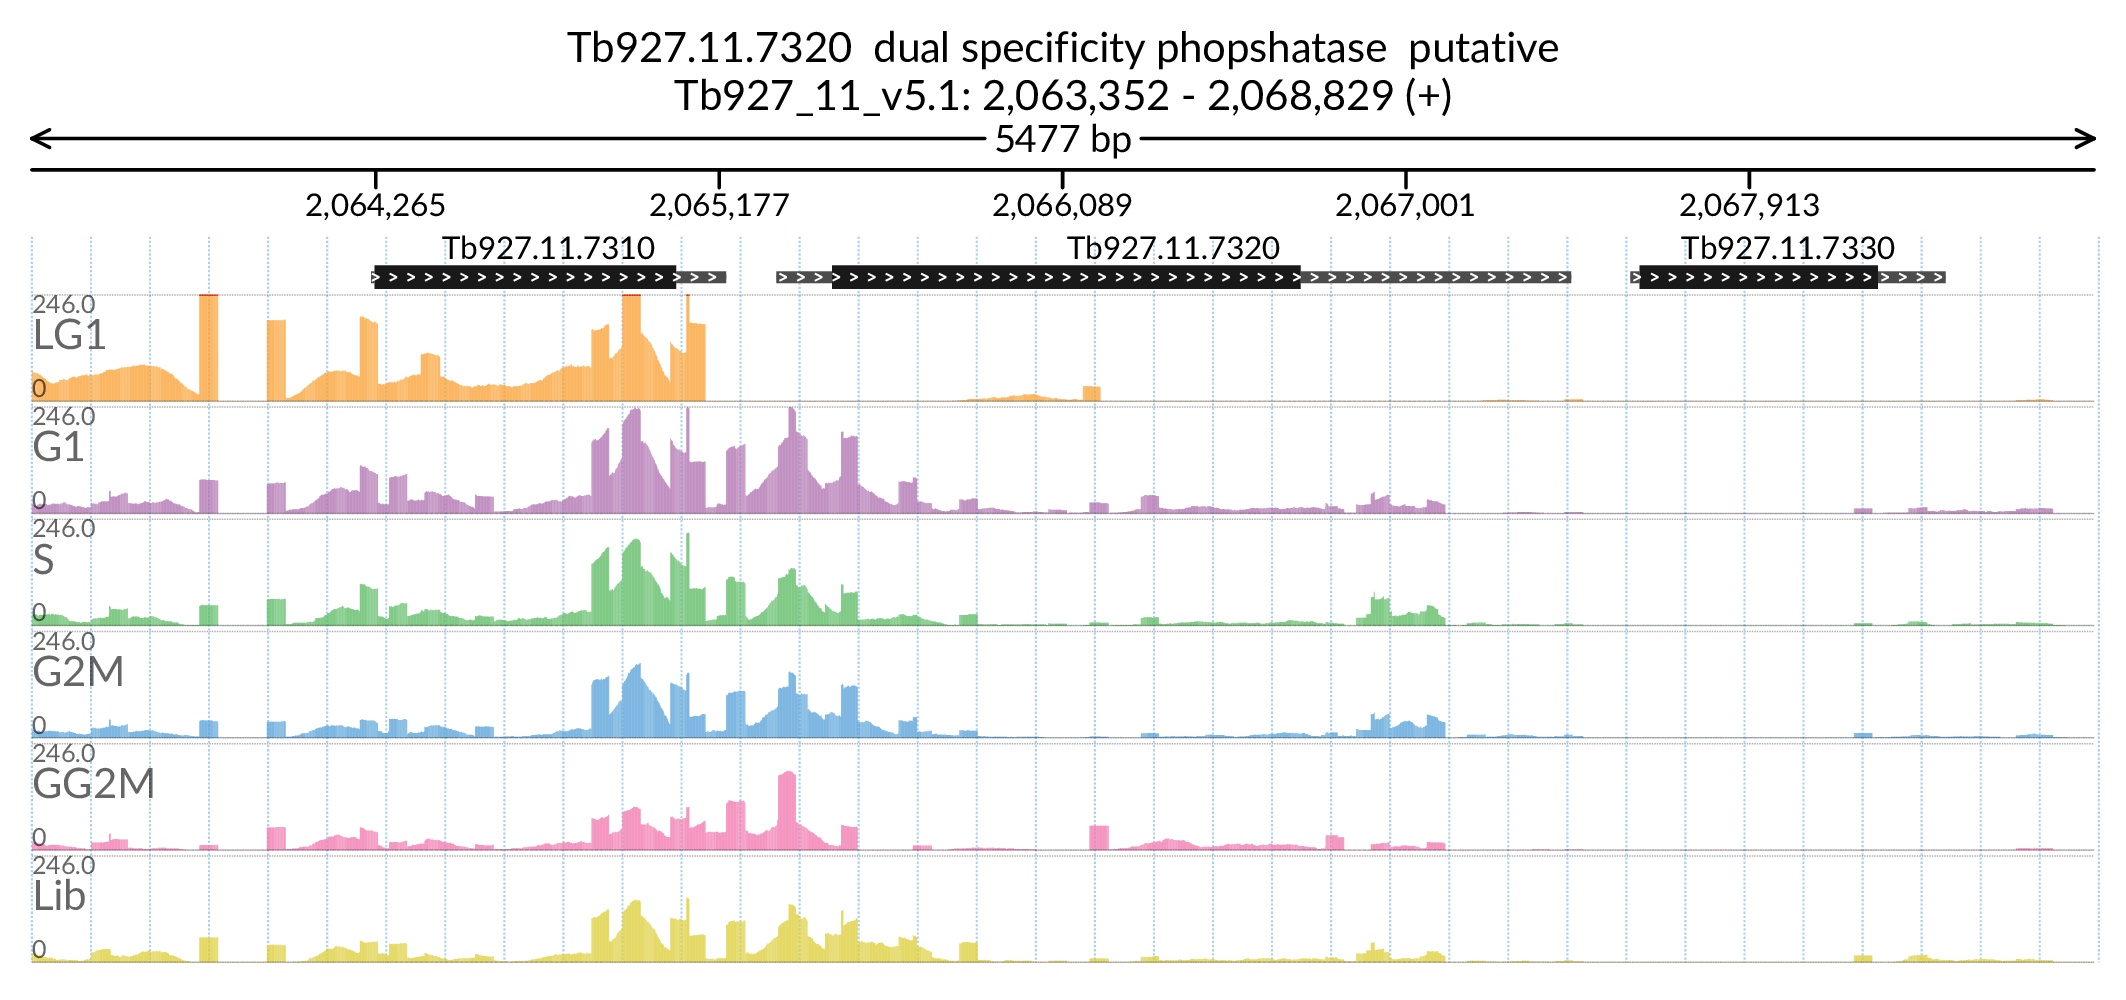 Tb927.11.7320  dual specificity phopshatase  putative
Tb927_11_v5.1: 2,063,352 - 2,068,829 (+)
5477 bp
2,064,265 2,065,177 2,066,089 2,067,001 2,067,913
Tb927.11.7310 Tb927.11.7320 Tb927.11.7330
246.0
LG1
0
246.0
G1
0
246.0
S
0
246.0
G2M
0
246.0
GG2M
0
246.0
Lib
0